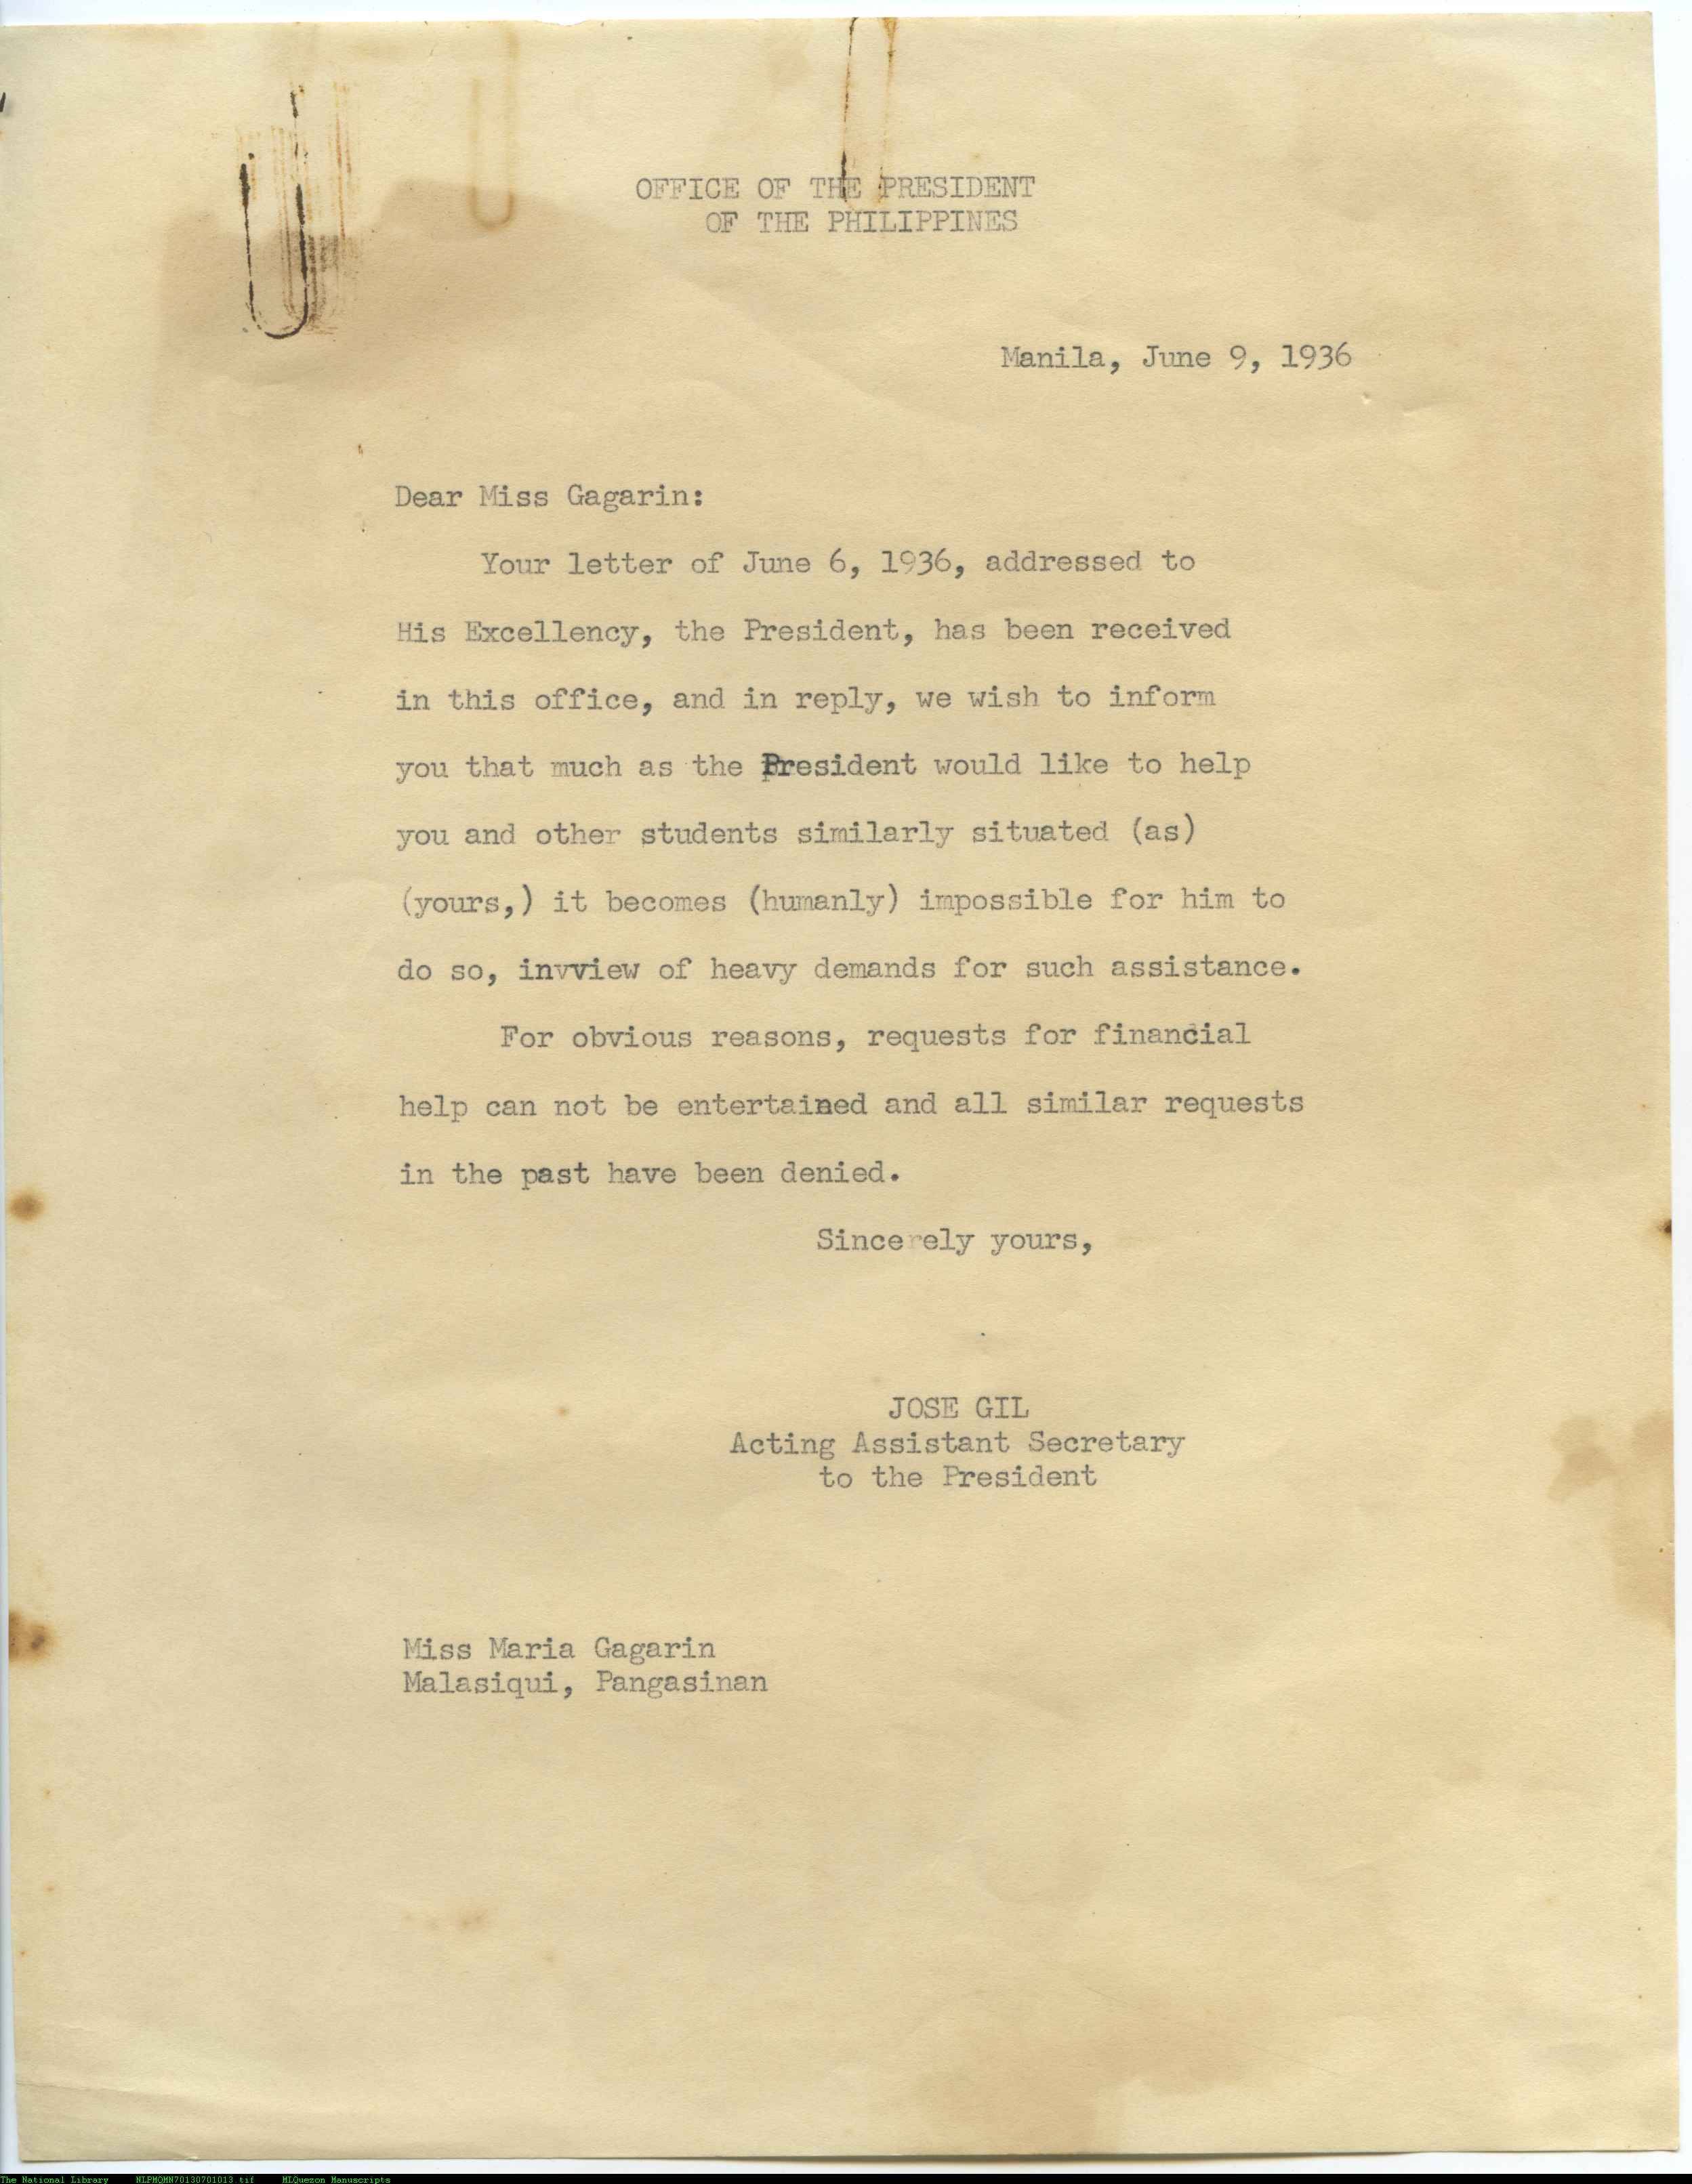 OFFICE OF THE PRESIDENT
OF THE PHILIPPINES
Manila, June 9, 1936
Dear Miss Gagarin:
Your letter of June 6, 1936, addressed to
His Excellency, the President, has been received
in this office, and in reply, we wish to inform
you that much as the President would like to help
you and other students similarly situated (as)
(yours,) it becomes (humanly) impossible for him to
do so, invview of heavy demands for such assistance.
For obvious reasons, requests for financial
help can not be entertained and all similar requests
in the past have been denied.
Sincerely yours,
JOSE GIL
Acting Assistant Secretary
to the President
Miss Maria Gagarin
Malasiqui, Pangasinan
The National Library NLPMQMN70130701013.tif MLQuezon Manuscripts